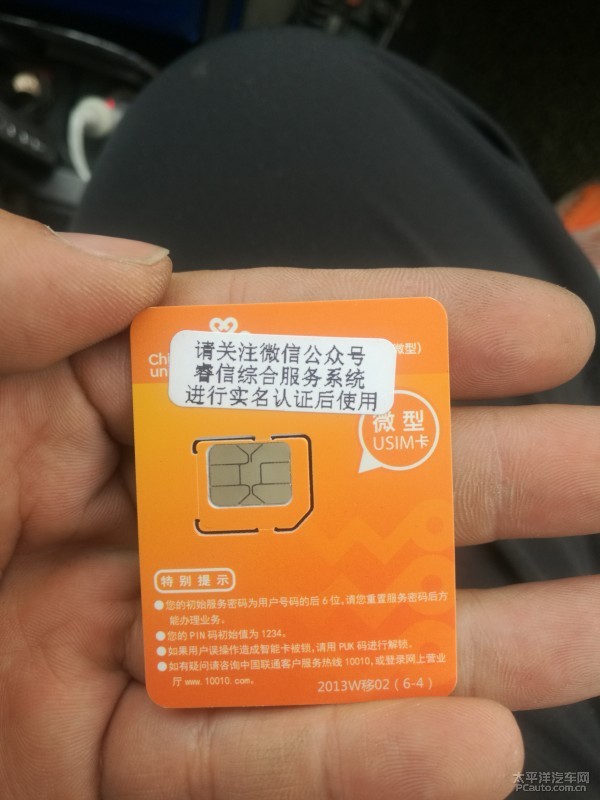 请关注微信公众号
睿信综合服务系统
进行实名认证后使用
Chi
un
微型）
微型
USIM卡
特别提示
●您的初始服务密码为用户号码的后6位，请您重置服务密码后方
能办理业务。
●您的PIN码初始值为1234。
●如果用户误操作造成智能卡被锁，请用PUK码进行解锁。
●如有疑问请咨询中国联通客户服务热线10010，或登录网上营业
厅www.10010.com。
2013W移02（6-4）
太平洋汽车网
PCauto.com.cn